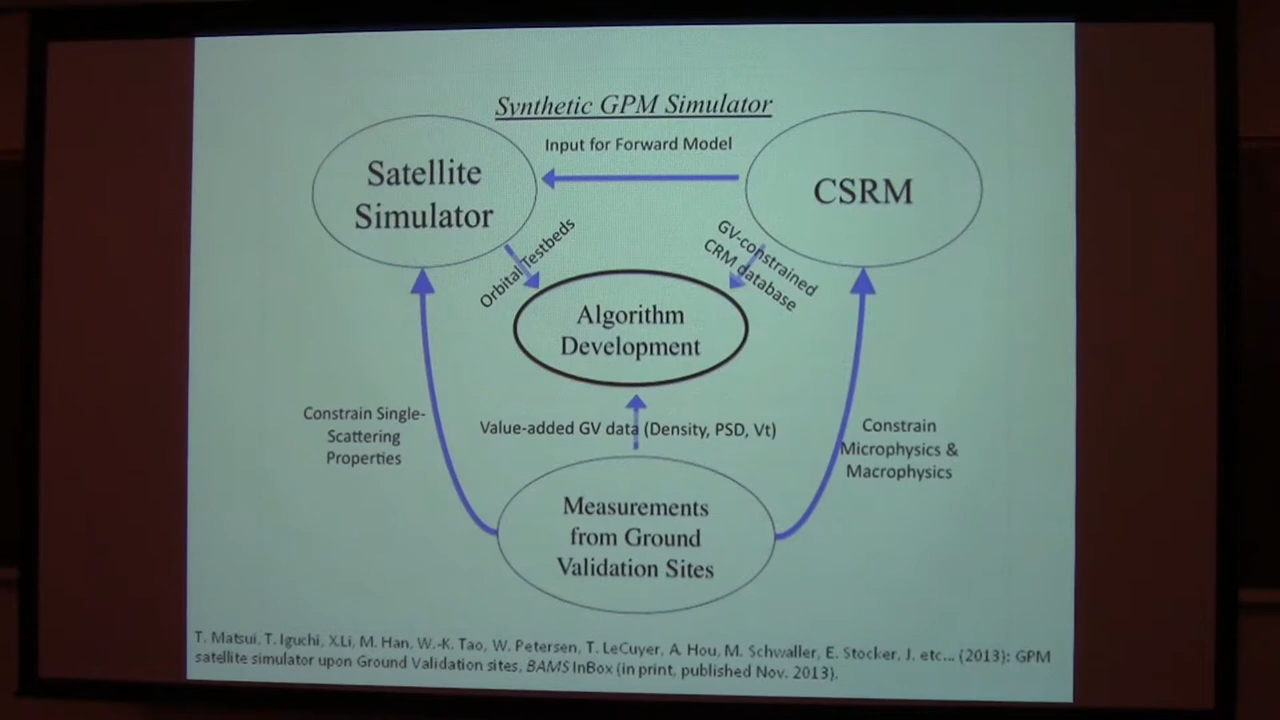 Synthetic GPM Simulator
Input for Forward Model
Satellite
Simulator
CSRM
Orbital Testbeds
GV-constrained
CRM database
Algorithm
Development
Constrain Single-
Scattering
Properties
Value-added GV data (Density, PSD, Vt)
Constrain
Microphysics &
Macrophysics
Measurements
from Ground
Validation Sites
T. Matsui, T. Iguchi, X.Li, M. Han, W.-K. Tao, W. Petersen, T. LeCuyer, A. Hou, M. Schwaller, E. Stocker, J. etc... (2013): GPM
satellite simulator upon Ground Validation sites, BAMS InBox (in print, published Nov. 2013).